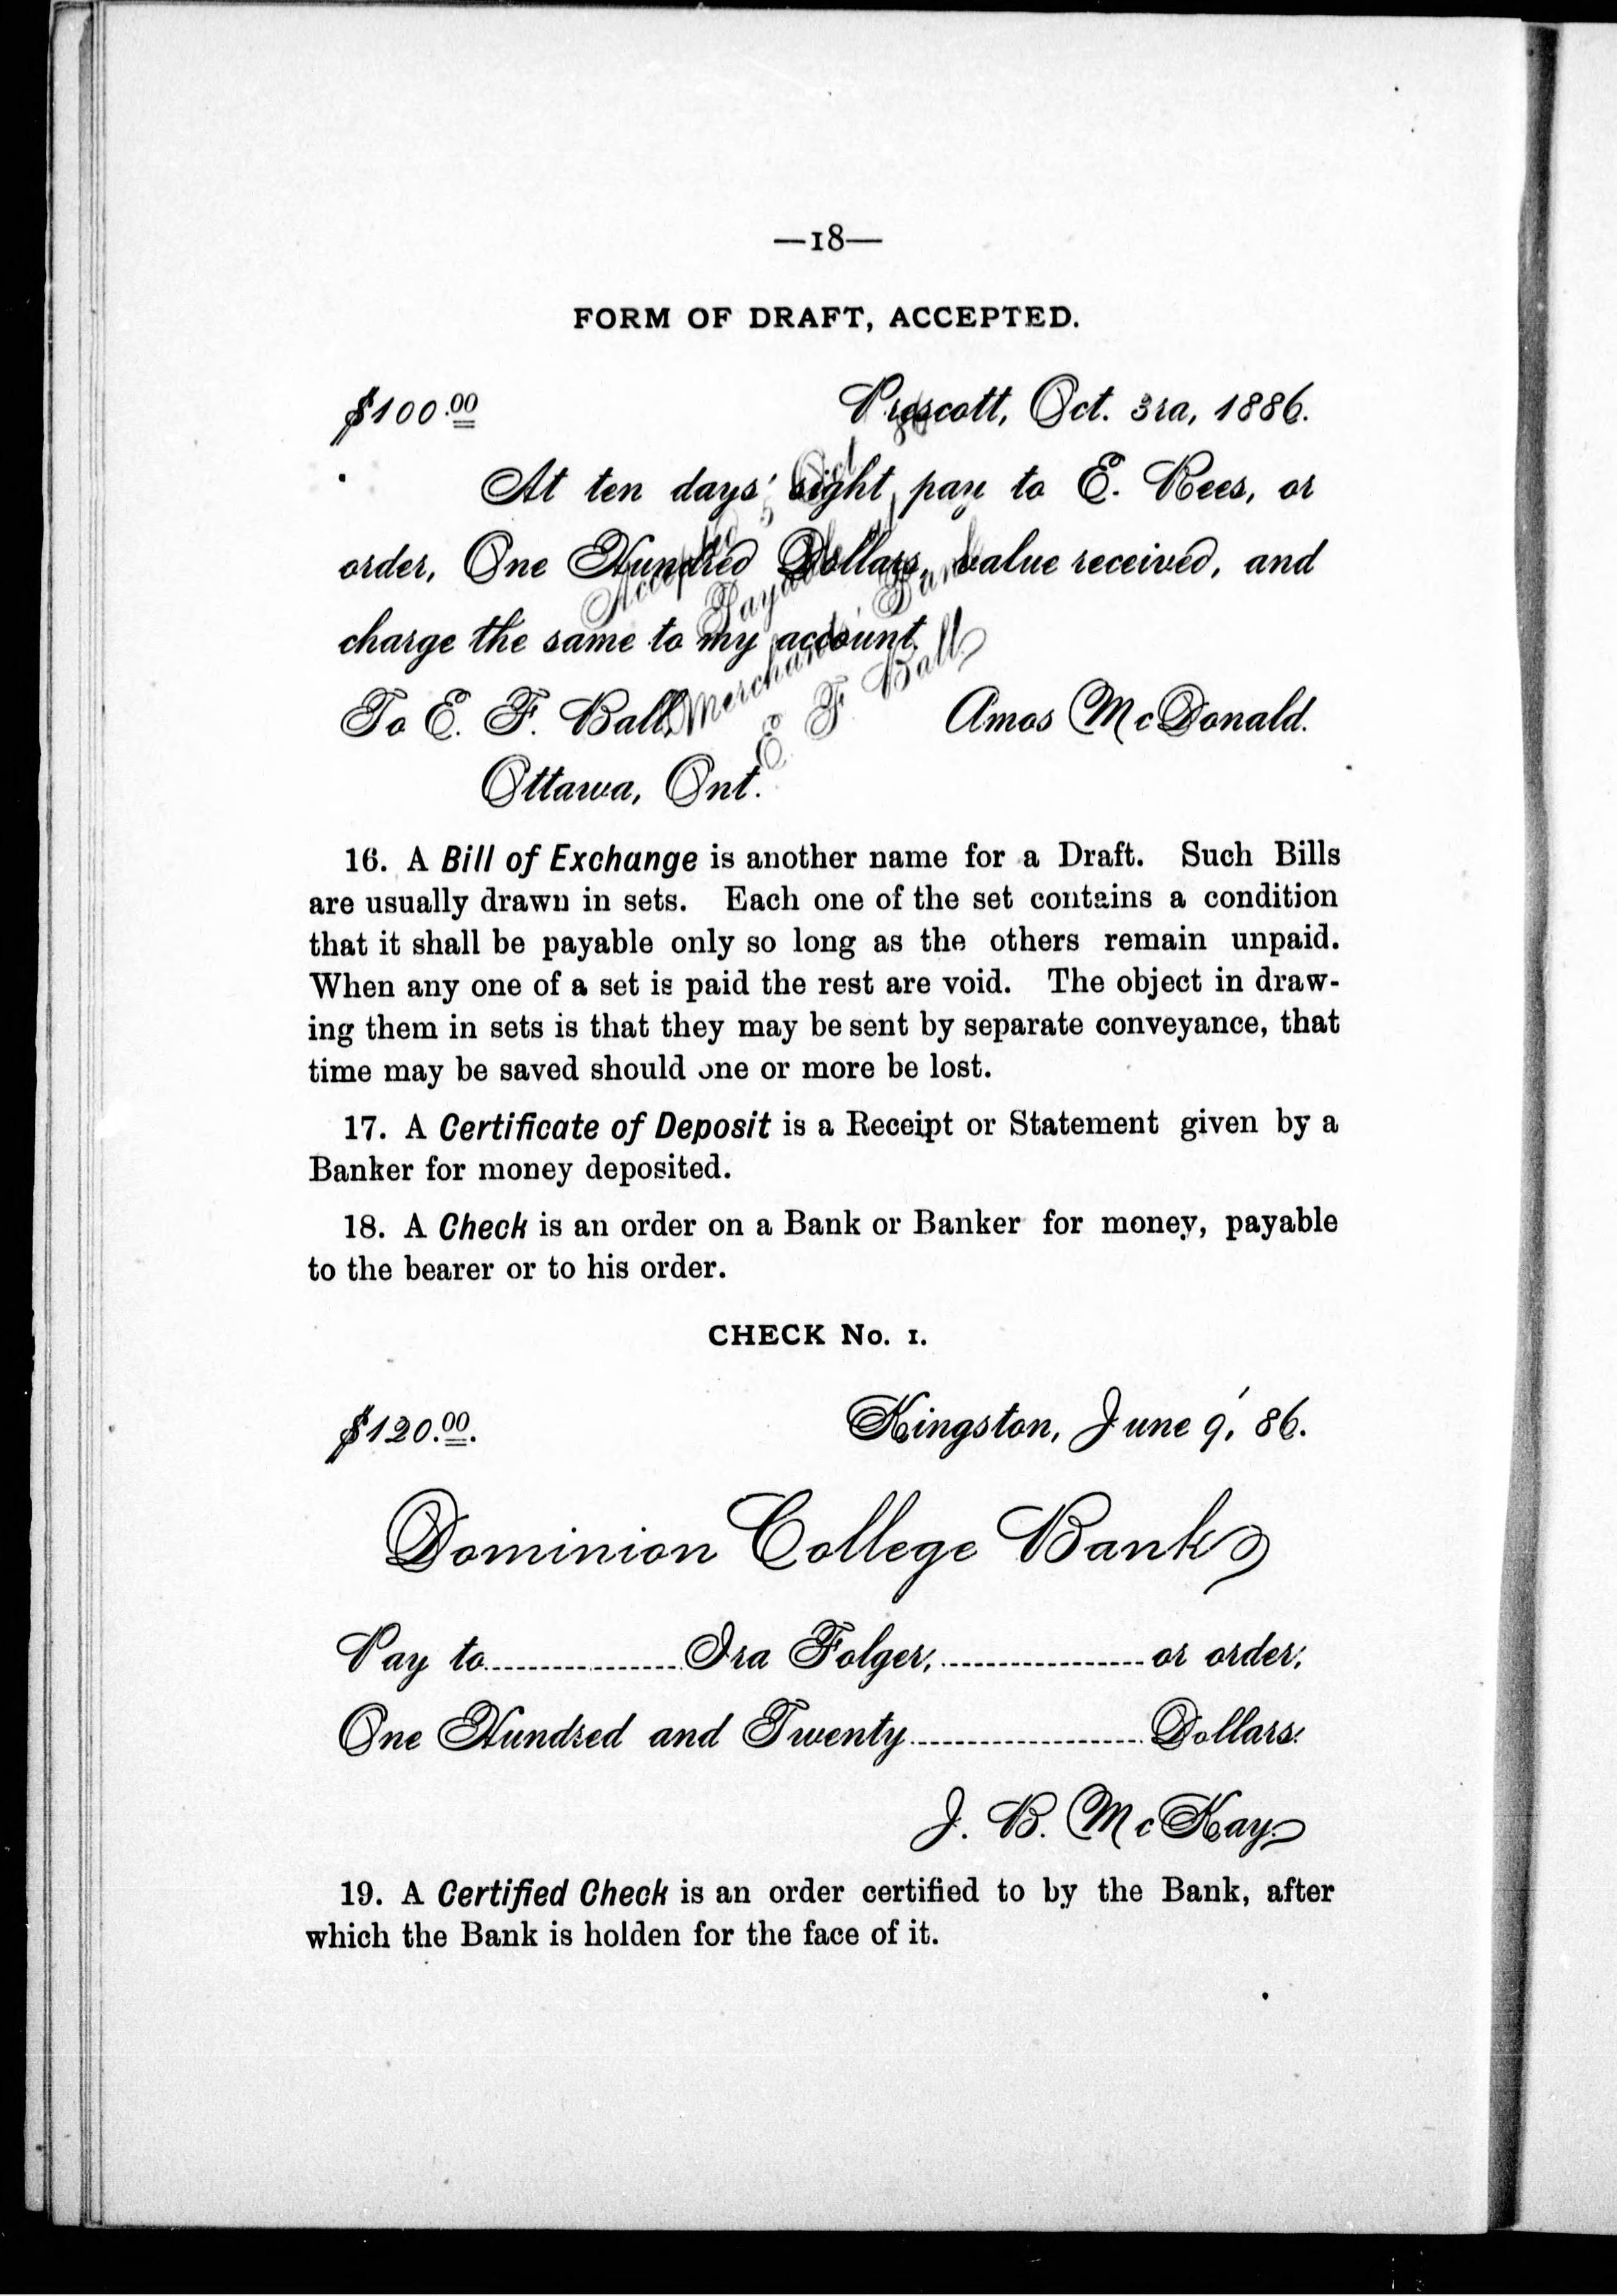 —18—
FORM OF DRAFT, ACCEPTED.
$100.00 Prescott, Oct. 3rd, 1886.
At ten days' sight, pay to E. Rees, or
order, One Hundred Dollars, value received, and
charge the same to my account.
To E. F. Ball, Amos McDonald.
Ottawa, Ont.
Merchants Bank
E F Ball
16. A Bill of Exchange is another name for a Draft. Such Bills
are usually drawn in sets. Each one of the set contains a condition
that it shall be payable only so long as the others remain unpaid.
When any one of a set is paid the rest are void. The object in draw-
ing them in sets is that they may be sent by separate conveyance, that
time may be saved should one or more be lost.
17. A Certificate of Deposit is a Receipt or Statement given by a
Banker for money deposited.
18. A Check is an order on a Bank or Banker for money, payable
to the bearer or to his order.
CHECK No. 1.
$120.00. Kingston, June 9,' 86.
Dominion College Bank
Pay to Ira Folger, or order,
One Hundred and Twenty Dollars.
J. B. McKay.
19. A Certified Check is an order certified to by the Bank, after
which the Bank is holden for the face of it.